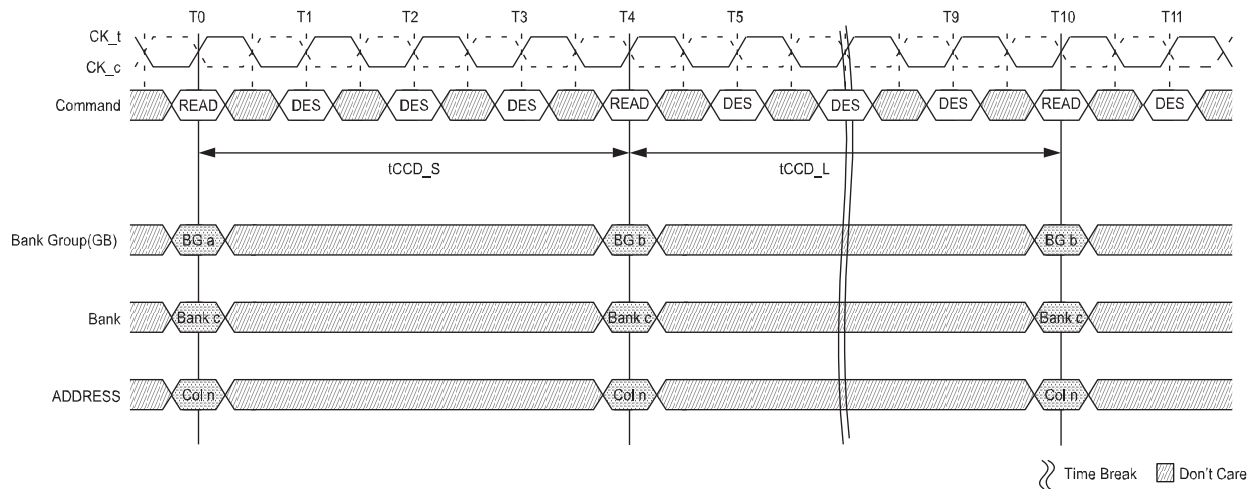 T0 T1 T2 T3 T4 T5 T9 T10 T11
CK_t
CK_c
Command READ DES DES DES READ DES DES DES READ DES
tCCD_S tCCD_L
Bank Group(GB) BG a BG b BG b
Bank Bank c Bank c Bank c
ADDRESS Col n Col n Col n
Time Break Don't Care